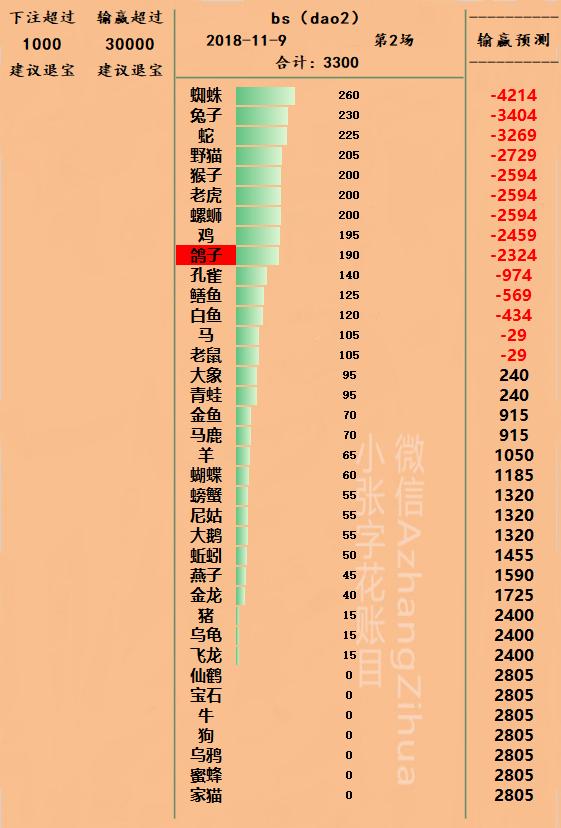 下注超过 输赢超过
1000 30000
建议退宝 建议退宝
bs（dao2）
2018-11-9 第2场
合计：3300
----------
输赢预测
----------
蜘蛛 260 -4214
兔子 230 -3404
蛇 225 -3269
野猫 205 -2729
猴子 200 -2594
老虎 200 -2594
螺蛳 200 -2594
鸡 195 -2459
鸽子 190 -2324
孔雀 140 -974
鳝鱼 125 -569
白鱼 120 -434
马 105 -29
老鼠 105 -29
大象 95 240
青蛙 95 240
金鱼 70 915
马鹿 70 915
羊 65 1050
蝴蝶 60 1185
螃蟹 55 1320
尼姑 55 1320
大鹅 55 1320
蚯蚓 50 1455
燕子 45 1590
金龙 40 1725
猪 15 2400
乌龟 15 2400
飞龙 15 2400
仙鹤 0 2805
宝石 0 2805
牛 0 2805
狗 0 2805
乌鸦 0 2805
蜜蜂 0 2805
家猫 0 2805
微信AzhangZihua
小张字花账目